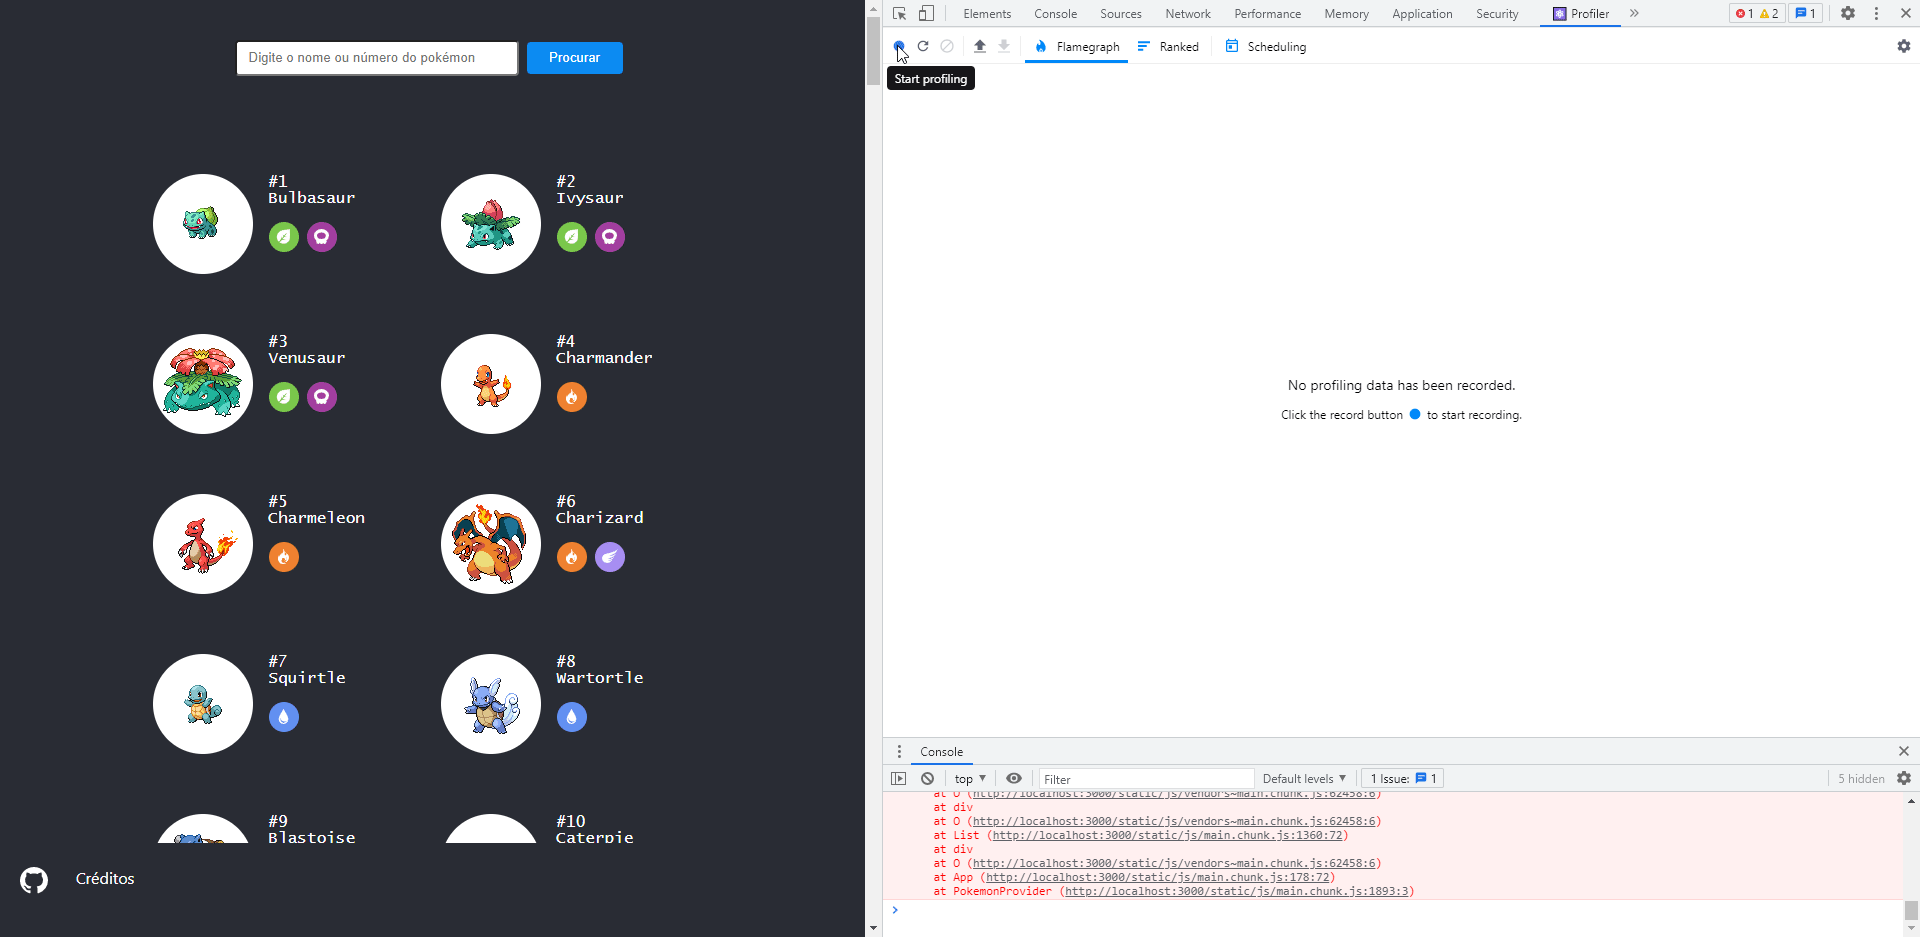 Digite o nome ou número do pokémon
Procurar
#1
Bulbasaur
#2
Ivysaur
#3
Venusaur
#4
Charmander
#5
Charmeleon
#6
Charizard
#7
Squirtle
#8
Wartortle
#9
Blastoise
#10
Caterpie
Créditos
Elements Console Sources Network Performance Memory Application Security Profiler » 1 2 1
Flamegraph Ranked Scheduling
Start profiling
No profiling data has been recorded.
Click the record button to start recording.
Console
top ▼ Filter Default levels ▼ 1 Issue: 1 5 hidden
at O (http://localhost:3000/static/js/vendors~main.chunk.js:62458:6)
at div
at O (http://localhost:3000/static/js/vendors~main.chunk.js:62458:6)
at List (http://localhost:3000/static/js/main.chunk.js:1360:72)
at div
at O (http://localhost:3000/static/js/vendors~main.chunk.js:62458:6)
at App (http://localhost:3000/static/js/main.chunk.js:178:72)
at PokemonProvider (http://localhost:3000/static/js/main.chunk.js:1893:3)
>